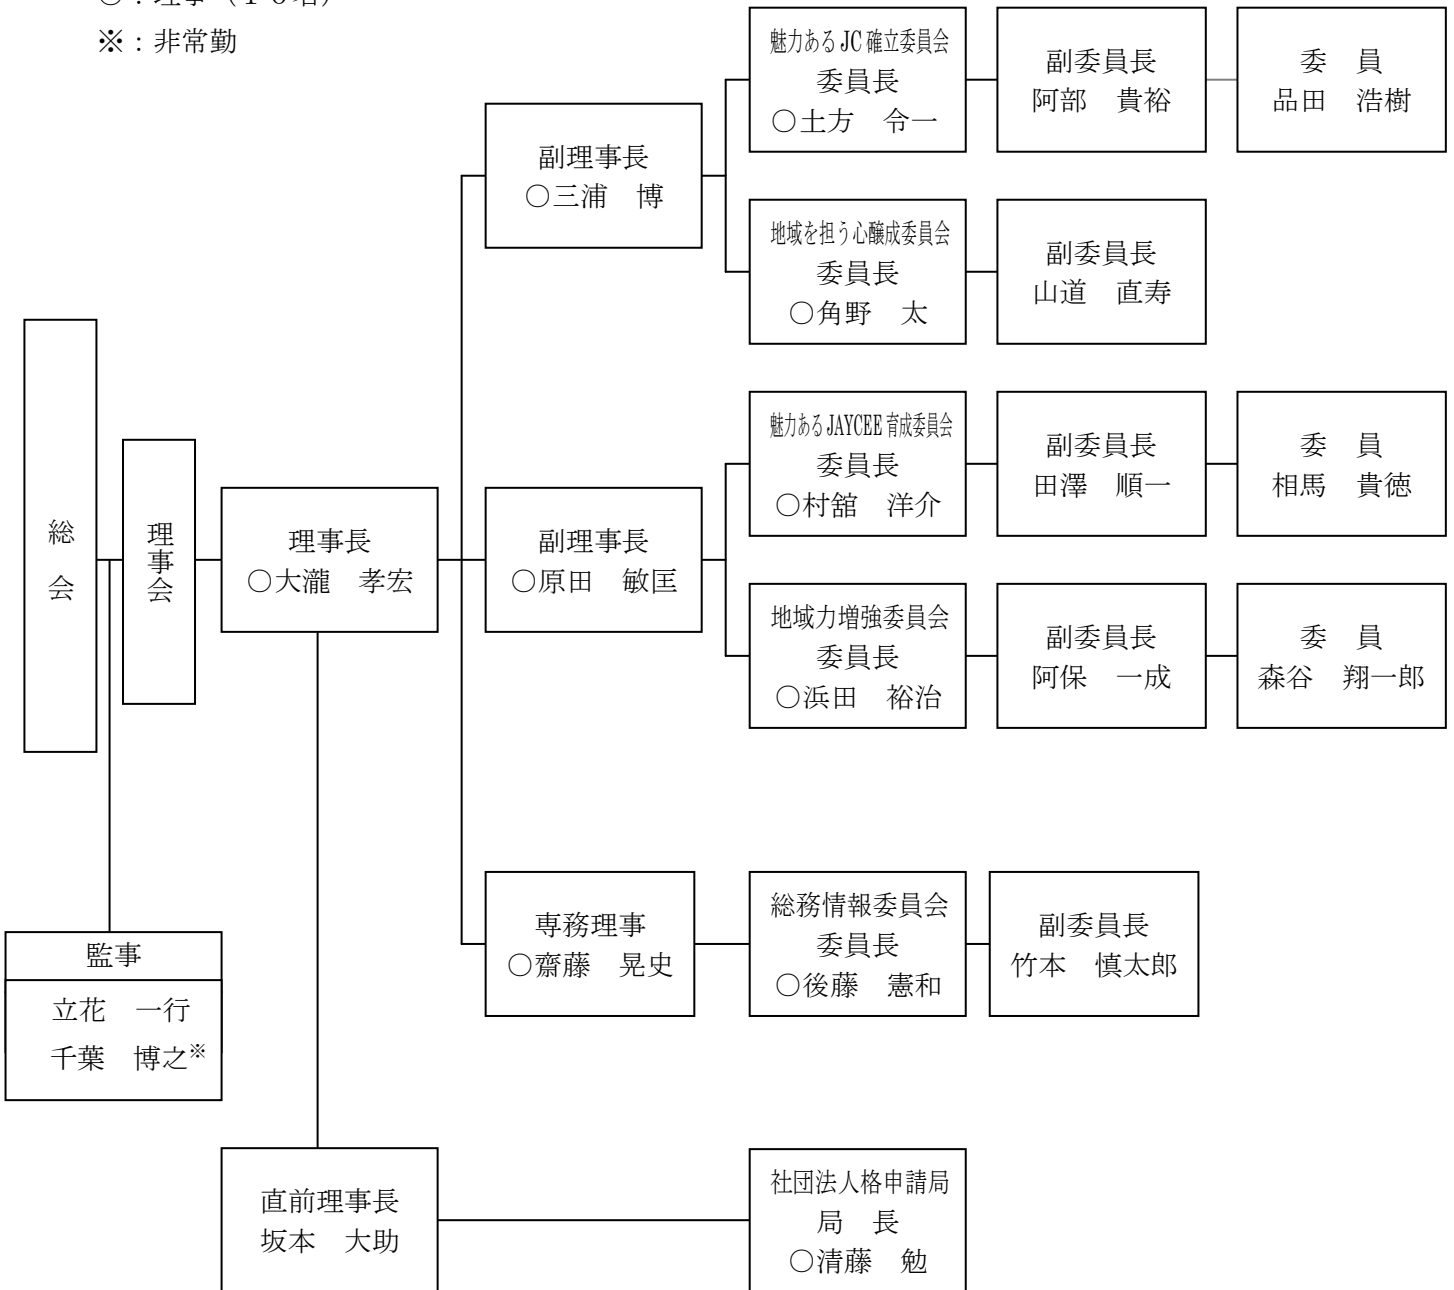 ○：理事（１０名）
※：非常勤
魅力あるJC確立委員会
委員長
○土方　令一
副委員長
阿部　貴裕
委　員
品田　浩樹
副理事長
○三浦　博
地域を担う心醸成委員会
委員長
○角野　太
副委員長
山道　直寿
総会
理事会
理事長
○大瀧　孝宏
副理事長
○原田　敏匡
魅力あるJAYCEE育成委員会
委員長
○村舘　洋介
副委員長
田澤　順一
委　員
相馬　貴徳
地域力増強委員会
委員長
○浜田　裕治
副委員長
阿保　一成
委　員
森谷　翔一郎
専務理事
○齋藤　晃史
総務情報委員会
委員長
○後藤　憲和
副委員長
竹本　慎太郎
監事
立花　一行
千葉　博之※
直前理事長
坂本　大助
社団法人格申請局
局　長
○清藤　勉